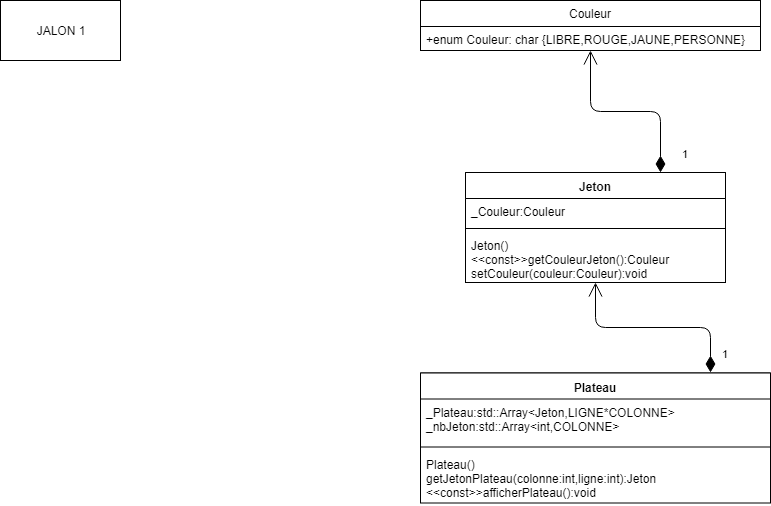 JALON 1
Couleur
+enum Couleur: char {LIBRE,ROUGE,JAUNE,PERSONNE}
1
Jeton
_Couleur:Couleur
Jeton()
<<const>>getCouleurJeton():Couleur
setCouleur(couleur:Couleur):void
1
Plateau
_Plateau:std::Array<Jeton,LIGNE*COLONNE>
_nbJeton:std::Array<int,COLONNE>
Plateau()
getJetonPlateau(colonne:int,ligne:int):Jeton
<<const>>afficherPlateau():void